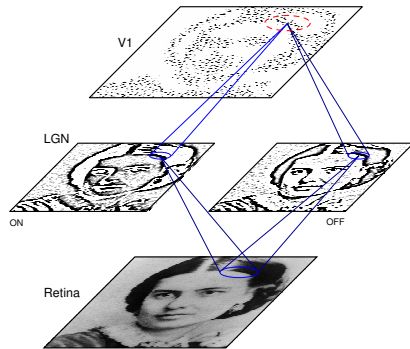 V1
LGN
ON
OFF
Retina